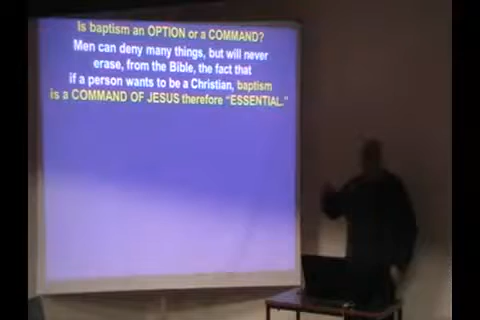 Is baptism an OPTION or a COMMAND?
Men can deny many things, but will never
erase, from the Bible, the fact that
if a person wants to be a Christian, baptism
is a COMMAND OF JESUS therefore "ESSENTIAL."